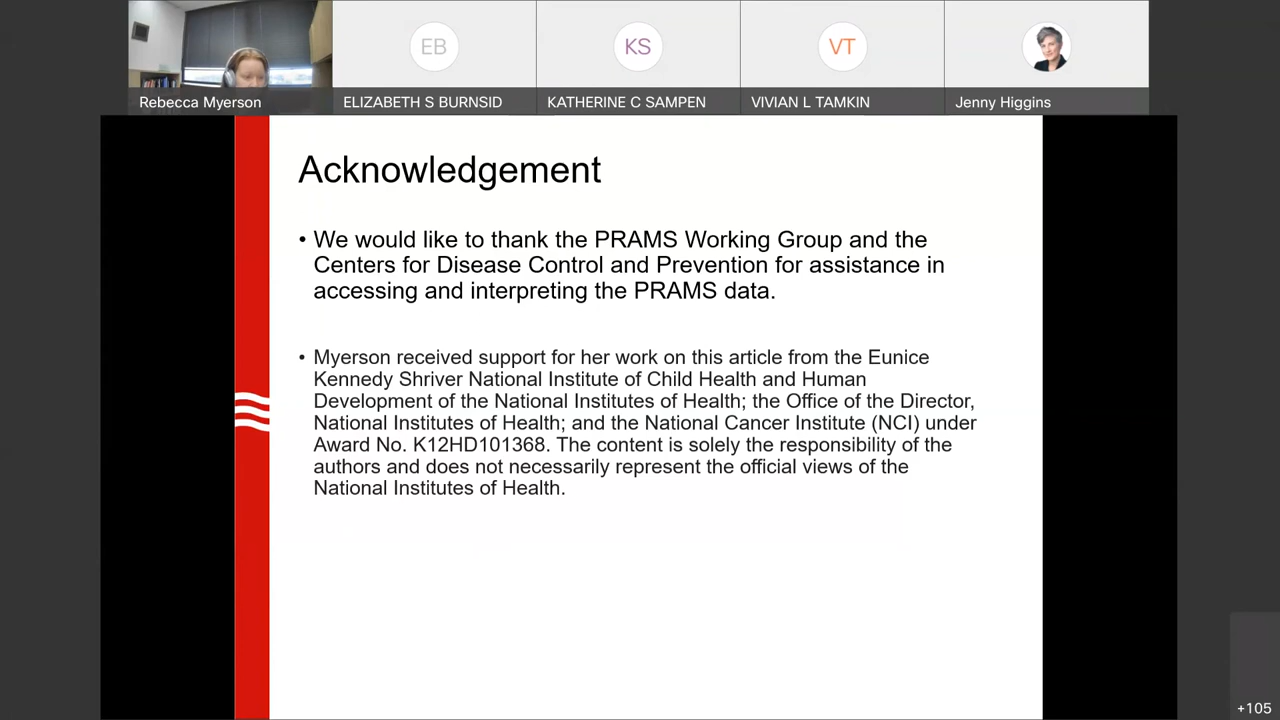 EB
KS
VT
Rebecca Myerson
ELIZABETH S BURNSID
KATHERINE C SAMPEN
VIVIAN L TAMKIN
Jenny Higgins
Acknowledgement
• We would like to thank the PRAMS Working Group and the
Centers for Disease Control and Prevention for assistance in
accessing and interpreting the PRAMS data.
• Myerson received support for her work on this article from the Eunice
Kennedy Shriver National Institute of Child Health and Human
Development of the National Institutes of Health; the Office of the Director,
National Institutes of Health; and the National Cancer Institute (NCI) under
Award No. K12HD101368. The content is solely the responsibility of the
authors and does not necessarily represent the official views of the
National Institutes of Health.
+105